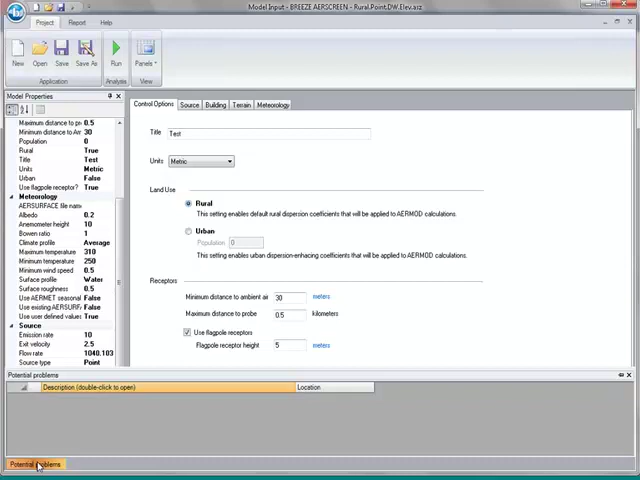 Model Input - BREEZE AERSCREEN - Rural.Point.DW.Elev.arz
Project Report Help
New Open Save Save As Run Panels
Application Analysis View
Model Properties
Control Options Source Building Terrain Meteorology
Maximum distance to pr 0.5
Minimum distance to Am 30
Population 0
Rural True
Title Test
Units Metric
Urban False
Use flagpole receptor? True
Meteorology
AERSURFACE file name
Albedo 0.2
Anemometer height 10
Bowen ratio 1
Climate profile Average
Maximum temperature 310
Minimum temperature 250
Minimum wind speed 0.5
Surface profile Water
Surface roughness 0.5
Use AERMET seasonal False
Use existing AERSURF False
Use user defined values True
Source
Emission rate 10
Exit velocity 2.5
Flow rate 1040.103
Source type Point
Title Test
Units Metric
Land Use
Rural
This setting enables default rural dispersion coefficients that will be applied to AERMOD calculations.
Urban
Population 0
This setting enables urban dispersion-enhancing coefficients that will be applied to AERMOD calculations.
Receptors
Minimum distance to ambient air 30 meters
Maximum distance to probe 0.5 kilometers
Use flagpole receptors
Flagpole receptor height 5 meters
Potential problems
Description (double-click to open) Location
Potential problems